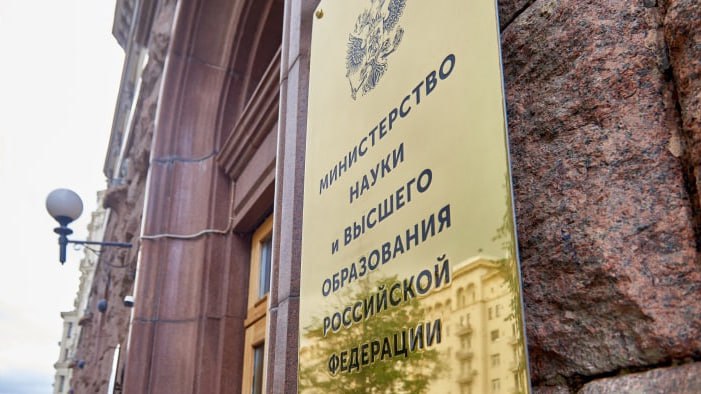 МИНИСТЕРСТВО
НАУКИ
И ВЫСШЕГО
ОБРАЗОВАНИЯ
РОССИЙСКОЙ
ФЕДЕРАЦИИ